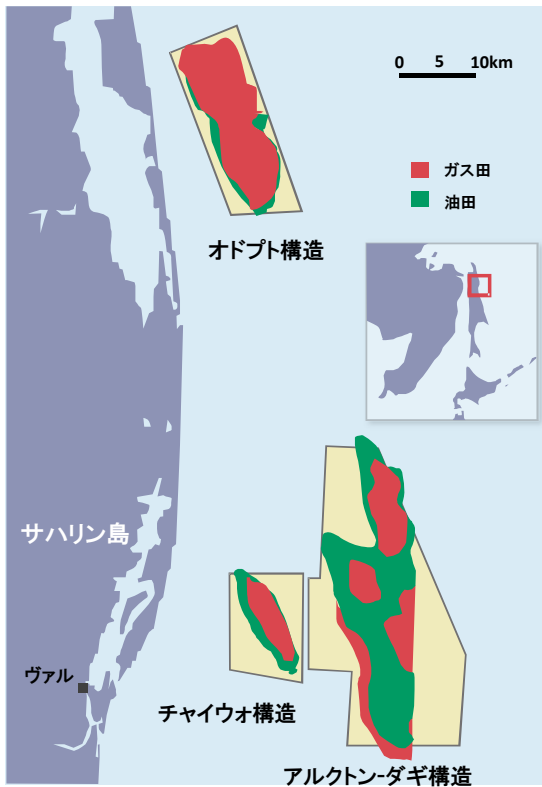 0 5 10km
ガス田
油田
オドプト構造
サハリン島
ヴァル
チャイウォ構造
アルクトン-ダギ構造